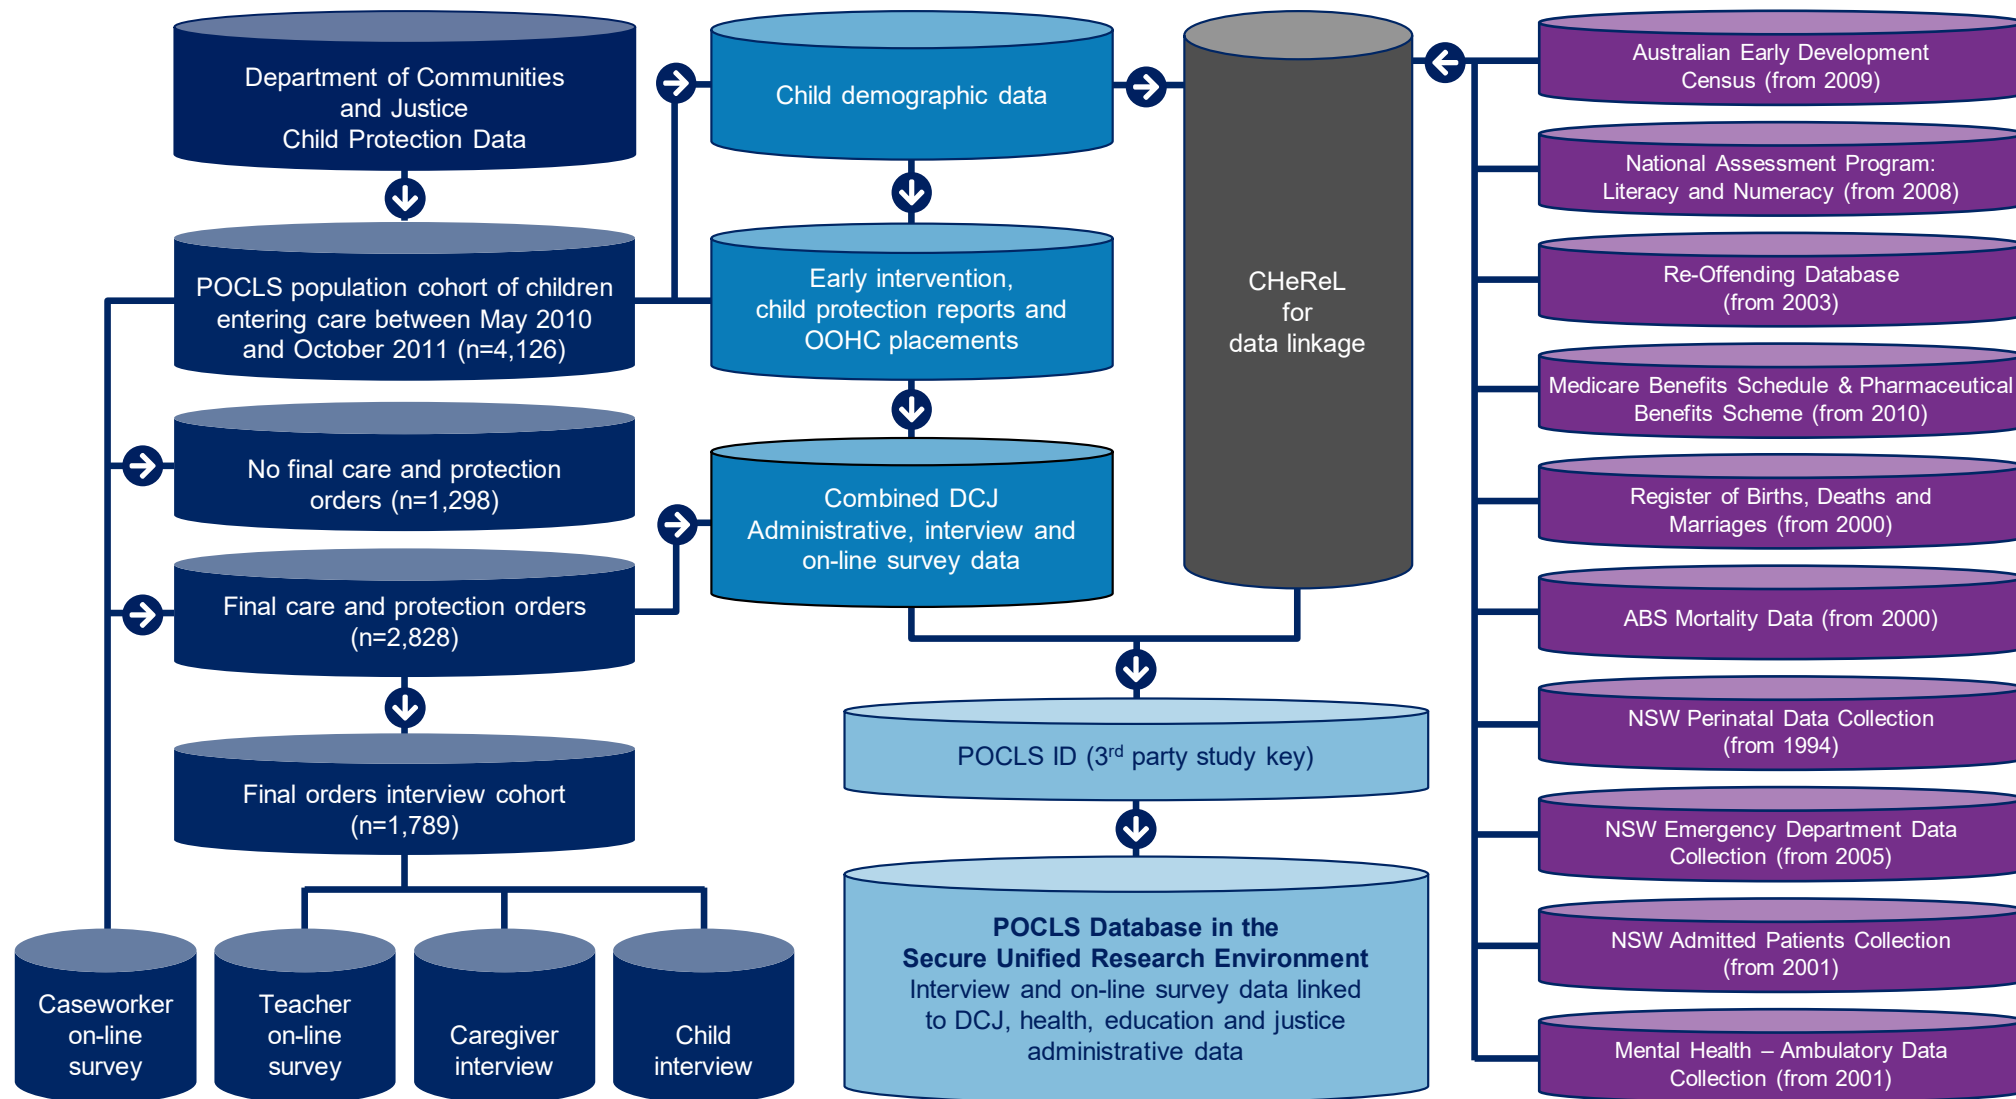 Department of Communities
and Justice
Child Protection Data
POCLS population cohort of children
entering care between May 2010
and October 2011 (n=4,126)
No final care and protection
orders (n=1,298)
Final care and protection orders
(n=2,828)
Final orders interview cohort
(n=1,789)
Caseworker
on-line
survey
Teacher
on-line
survey
Caregiver
interview
Child
interview
Child demographic data
Early intervention,
child protection reports and
OOHC placements
Combined DCJ
Administrative, interview and
on-line survey data
CHeReL
for
data linkage
POCLS ID (3rd party study key)
POCLS Database in the
Secure Unified Research Environment
Interview and on-line survey data linked
to DCJ, health, education and justice
administrative data
Australian Early Development
Census (from 2009)
National Assessment Program:
Literacy and Numeracy (from 2008)
Re-Offending Database
(from 2003)
Medicare Benefits Schedule & Pharmaceutical
Benefits Scheme (from 2010)
Register of Births, Deaths and
Marriages (from 2000)
ABS Mortality Data (from 2000)
NSW Perinatal Data Collection
(from 1994)
NSW Emergency Department Data
Collection (from 2005)
NSW Admitted Patients Collection
(from 2001)
Mental Health – Ambulatory Data
Collection (from 2001)